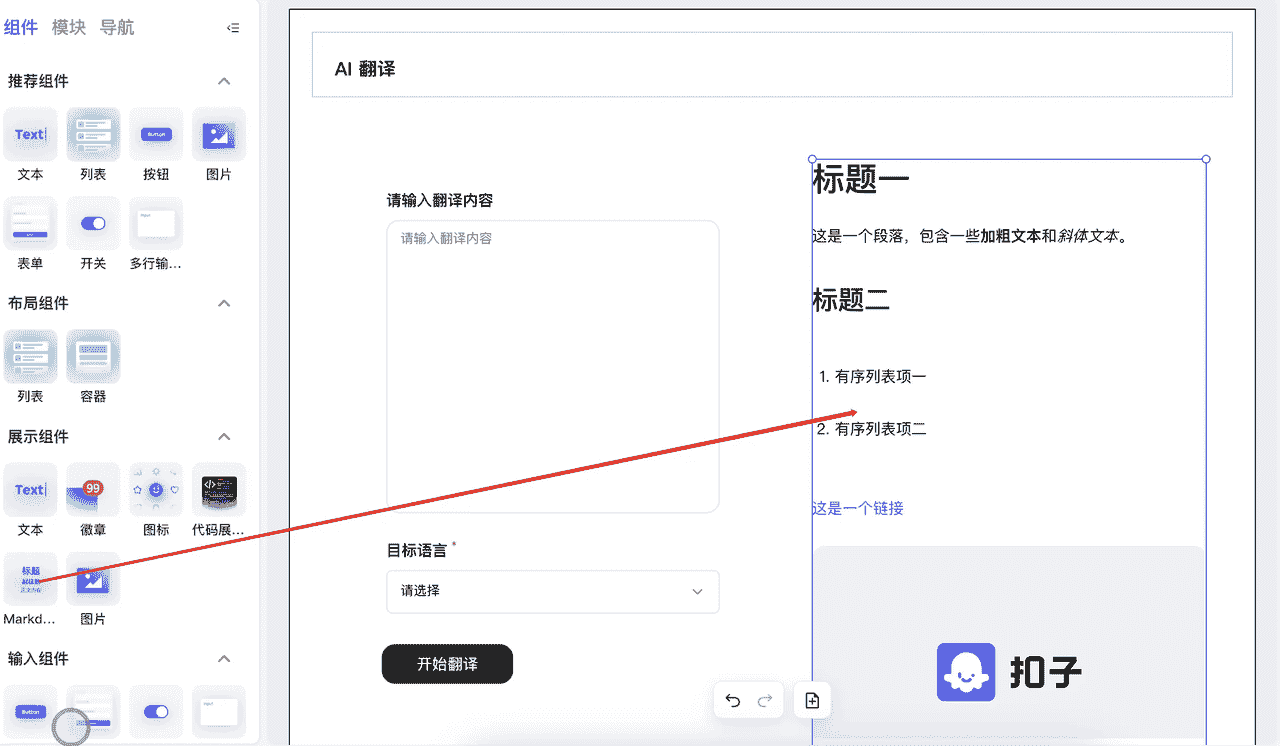 组件 模块 导航
推荐组件
Text
Button
文本 列表 按钮 图片
表单 开关 多行输...
布局组件
列表 容器
展示组件
Text
99
文本 徽章 图标 代码展...
标题
Markd... 图片
输入组件
Button
AI 翻译
请输入翻译内容
请输入翻译内容
目标语言 *
请选择
开始翻译
标题一
这是一个段落，包含一些加粗文本和斜体文本。
标题二
1. 有序列表项一
2. 有序列表项二
这是一个链接
扣子